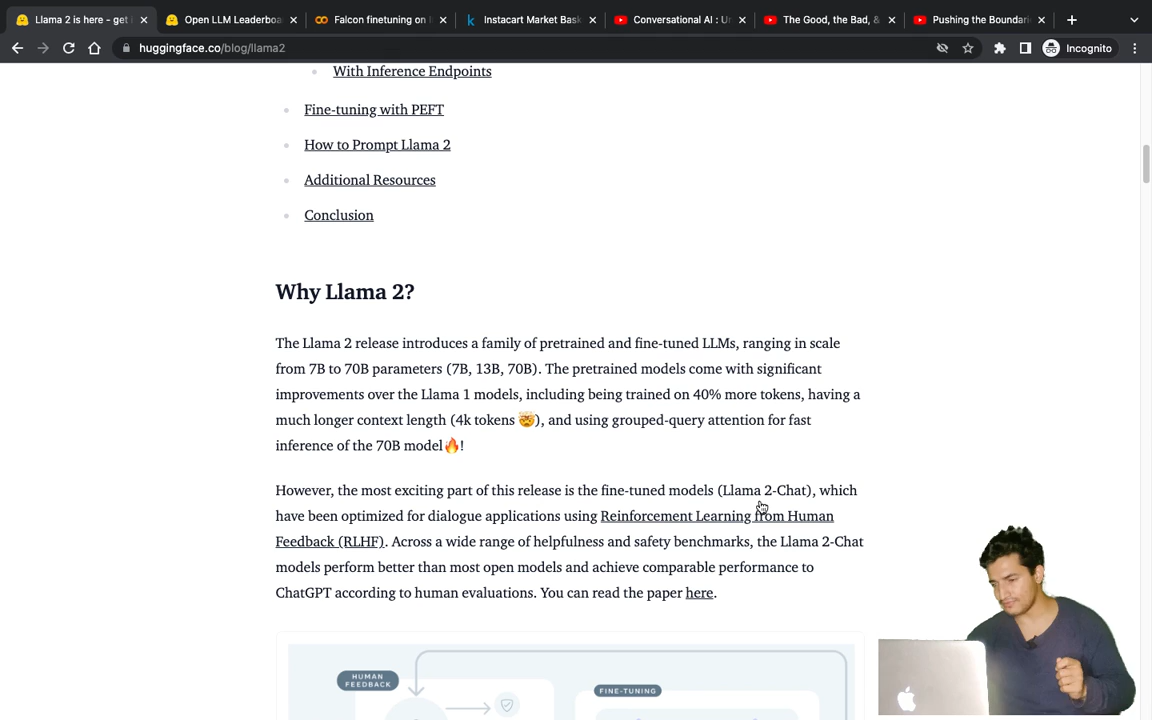 Llama 2 is here - get i
Open LLM Leaderboa
Falcon finetuning on
Instacart Market Bask
Conversational AI : Un
The Good, the Bad, &
Pushing the Boundari
huggingface.co/blog/llama2
Incognito
With Inference Endpoints
Fine-tuning with PEFT
How to Prompt Llama 2
Additional Resources
Conclusion
Why Llama 2?
The Llama 2 release introduces a family of pretrained and fine-tuned LLMs, ranging in scale
from 7B to 70B parameters (7B, 13B, 70B). The pretrained models come with significant
improvements over the Llama 1 models, including being trained on 40% more tokens, having a
much longer context length (4k tokens 🤯), and using grouped-query attention for fast
inference of the 70B model🔥!
However, the most exciting part of this release is the fine-tuned models (Llama 2-Chat), which
have been optimized for dialogue applications using Reinforcement Learning from Human
Feedback (RLHF). Across a wide range of helpfulness and safety benchmarks, the Llama 2-Chat
models perform better than most open models and achieve comparable performance to
ChatGPT according to human evaluations. You can read the paper here.
HUMAN
FEEDBACK
FINE-TUNING